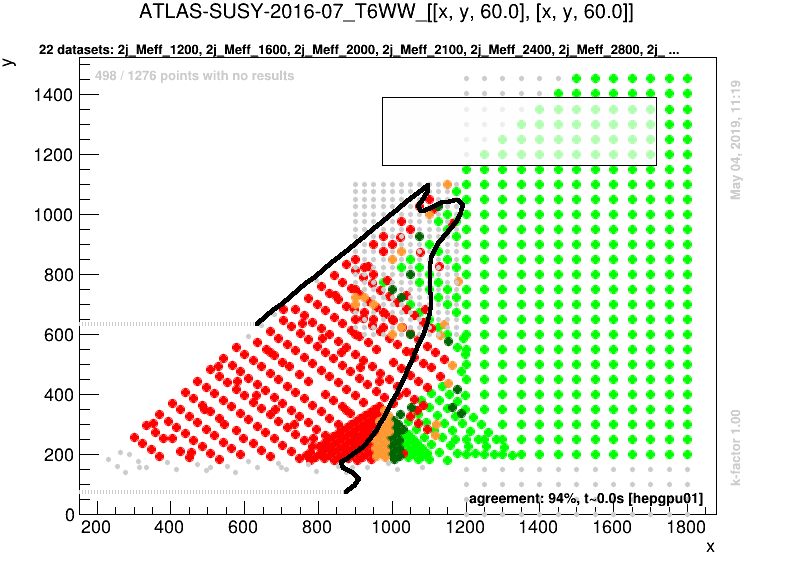 ATLAS-SUSY-2016-07_T6WW_[[x, y, 60.0], [x, y, 60.0]]
22 datasets: 2j_Meff_1200, 2j_Meff_1600, 2j_Meff_2000, 2j_Meff_2100, 2j_Meff_2400, 2j_Meff_2800, 2j_ ...
y
498 / 1276 points with no results
1400
1200
1000
800
600
400
200
0
May 04, 2019, 11:19
k-factor 1.00
agreement: 94%, t~0.0s [hepgpu01]
200 400 600 800 1000 1200 1400 1600 1800
x